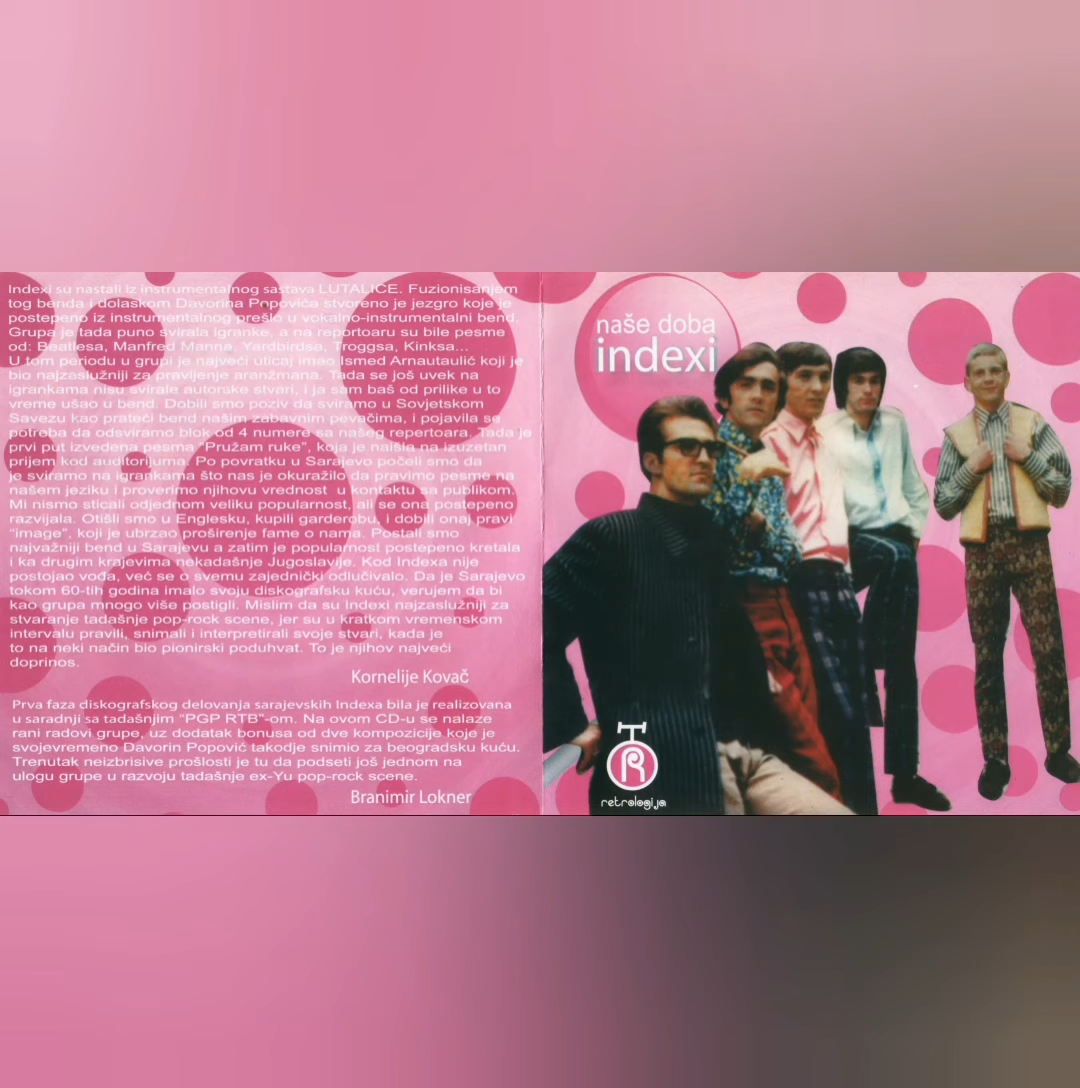 Indexi su nastali iz instrumentalnog sastava LUTALICE. Fuzionisanjem
tog benda i dolaskom Davorina Popovića stvoreno je jezgro koje je
postepeno iz instrumentalnog prešlo u vokalno-instrumentalni bend.
Grupa je tada puno svirala igranke, a na reportoaru su bile pesme
od: Beatlesa, Manfred Manna, Yardbirdsa, Troggsa, Kinksa...
U tom periodu u grupi je najveći uticaj imao Ismed Arnautaulić koji je
bio najzaslužniji za pravljenje aranžmana. Tada se još uvek na
igrankama nisu svirale autorske stvari, i ja sam baš od prilike u to
vreme ušao u bend. Dobili smo poziv da sviramo u Sovjetskom
Savezu kao prateći bend našim zabavnim pevačima, i pojavila se
potreba da odsviramo blok od 4 numere sa našeg repertoara. Tada je
prvi put izvedena pesma "Pružam ruke", koja je naišla na izuzetan
prijem kod auditorijuma. Po povratku u Sarajevo počeli smo da
je sviramo na igrankama što nas je okuražilo da pravimo pesme na
našem jeziku i proverimo njihovu vrednost u kontaktu sa publikom.
Mi nismo sticali odjednom veliku popularnost, ali se ona postepeno
razvijala. Otišli smo u Englesku, kupili garderobu, i dobili onaj pravi
"image", koji je ubrzao proširenje fame o nama. Postali smo
najvažniji bend u Sarajevu a zatim je popularnost postepeno kretala
i ka drugim krajevima nekadašnje Jugoslavije. Kod Indexa nije
postojao vođa, već se o svemu zajednički odlučivalo. Da je Sarajevo
tokom 60-tih godina imalo svoju diskografsku kuću, verujem da bi
kao grupa mnogo više postigli. Mislim da su Indexi najzaslužniji za
stvaranje tadašnje pop-rock scene, jer su u kratkom vremenskom
intervalu pravili, snimali i interpretirali svoje stvari, kada je
to na neki način bio pionirski poduhvat. To je njihov najveći
doprinos.
Kornelije Kovač
Prva faza diskografskog delovanja sarajevskih Indexa bila je realizovana
u saradnji sa tadašnjim "PGP RTB"-om. Na ovom CD-u se nalaze
rani radovi grupe, uz dodatak bonusa od dve kompozicije koje je
svojevremeno Davorin Popović takodje snimio za beogradsku kuću.
Trenutak neizbrisive prošlosti je tu da podseti još jednom na
ulogu grupe u razvoju tadašnje ex-Yu pop-rock scene.
Branimir Lokner
naše doba
indexi
R
retrologija